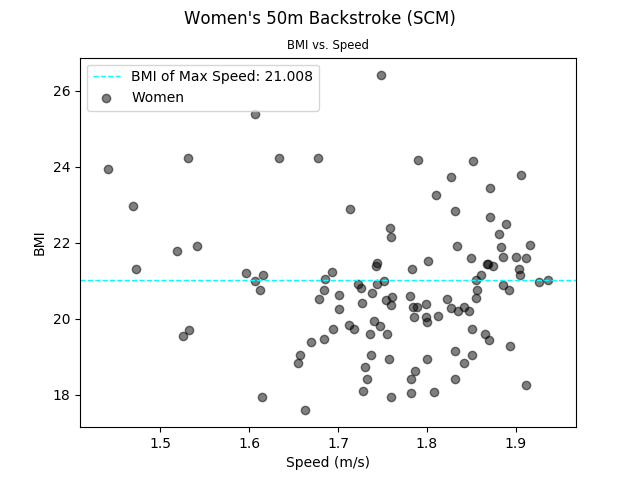 Women's 50m Backstroke (SCM)
BMI vs. Speed
BMI of Max Speed: 21.008
Women
26
24
22
20
18
BMI
1.5
1.6
1.7
1.8
1.9
Speed (m/s)